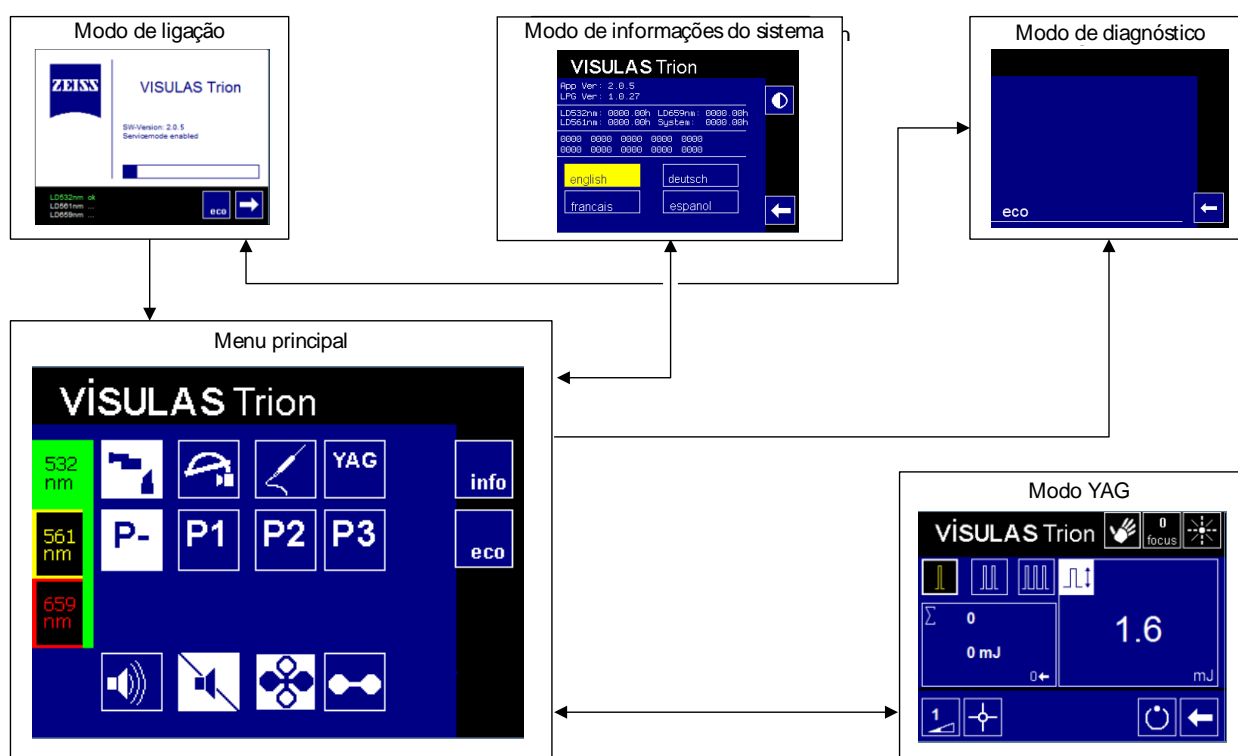 Modo de ligação
ZEISS
VISULAS Trion
SW-Version: 2.0.5
Servicemode enabled
LD532nm ok
LD561nm ...
LD659nm ...
eco
Modo de informações do sistema
n
VISULAS Trion
App Ver: 2.0.5
LPG Ver: 1.0.27
LD532nm: 0000.00h LD659nm: 0000.00h
LD561nm: 0000.00h System: 0000.00h
0000 0000 0000 0000 0000
0000 0000 0000 0000 0000
english deutsch
francais espanol
Modo de diagnóstico
eco
Menu principal
VİSULAS Trion
532 nm
YAG
info
561 nm
P- P1 P2 P3
eco
659 nm
Modo YAG
VİSULAS Trion
0 focus
Σ 0
0 mJ
0
1.6
mJ
1